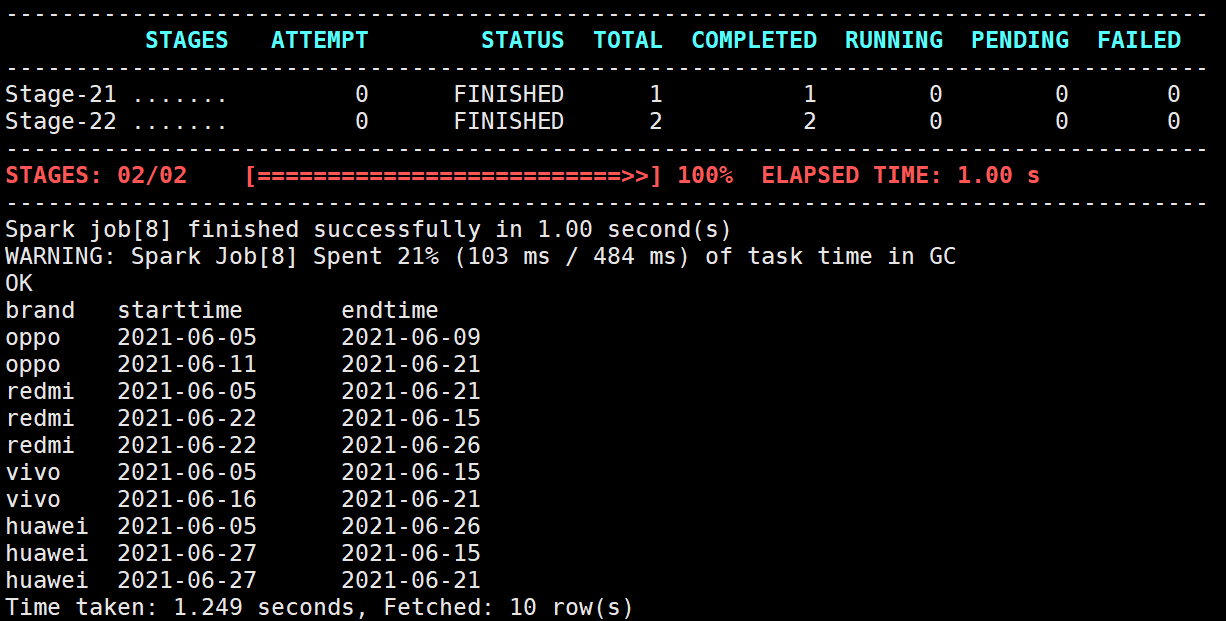 --------------------------------------------------------------------------------------
          STAGES   ATTEMPT        STATUS  TOTAL  COMPLETED  RUNNING  PENDING  FAILED
--------------------------------------------------------------------------------------
Stage-21 .......         0      FINISHED      1          1        0        0       0
Stage-22 .......         0      FINISHED      2          2        0        0       0
--------------------------------------------------------------------------------------
STAGES: 02/02    [==========================>>] 100%  ELAPSED TIME: 1.00 s
--------------------------------------------------------------------------------------
Spark job[8] finished successfully in 1.00 second(s)
WARNING: Spark Job[8] Spent 21% (103 ms / 484 ms) of task time in GC
OK
brand   starttime       endtime
oppo    2021-06-05      2021-06-09
oppo    2021-06-11      2021-06-21
redmi   2021-06-05      2021-06-21
redmi   2021-06-22      2021-06-15
redmi   2021-06-22      2021-06-26
vivo    2021-06-05      2021-06-15
vivo    2021-06-16      2021-06-21
huawei  2021-06-05      2021-06-26
huawei  2021-06-27      2021-06-15
huawei  2021-06-27      2021-06-21
Time taken: 1.249 seconds, Fetched: 10 row(s)